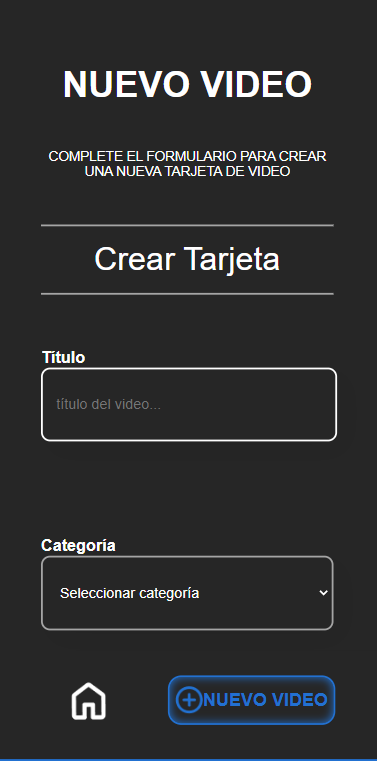 NUEVO VIDEO
COMPLETE EL FORMULARIO PARA CREAR
UNA NUEVA TARJETA DE VIDEO
Crear Tarjeta
Título
título del video...
Categoría
Seleccionar categoría
NUEVO VIDEO